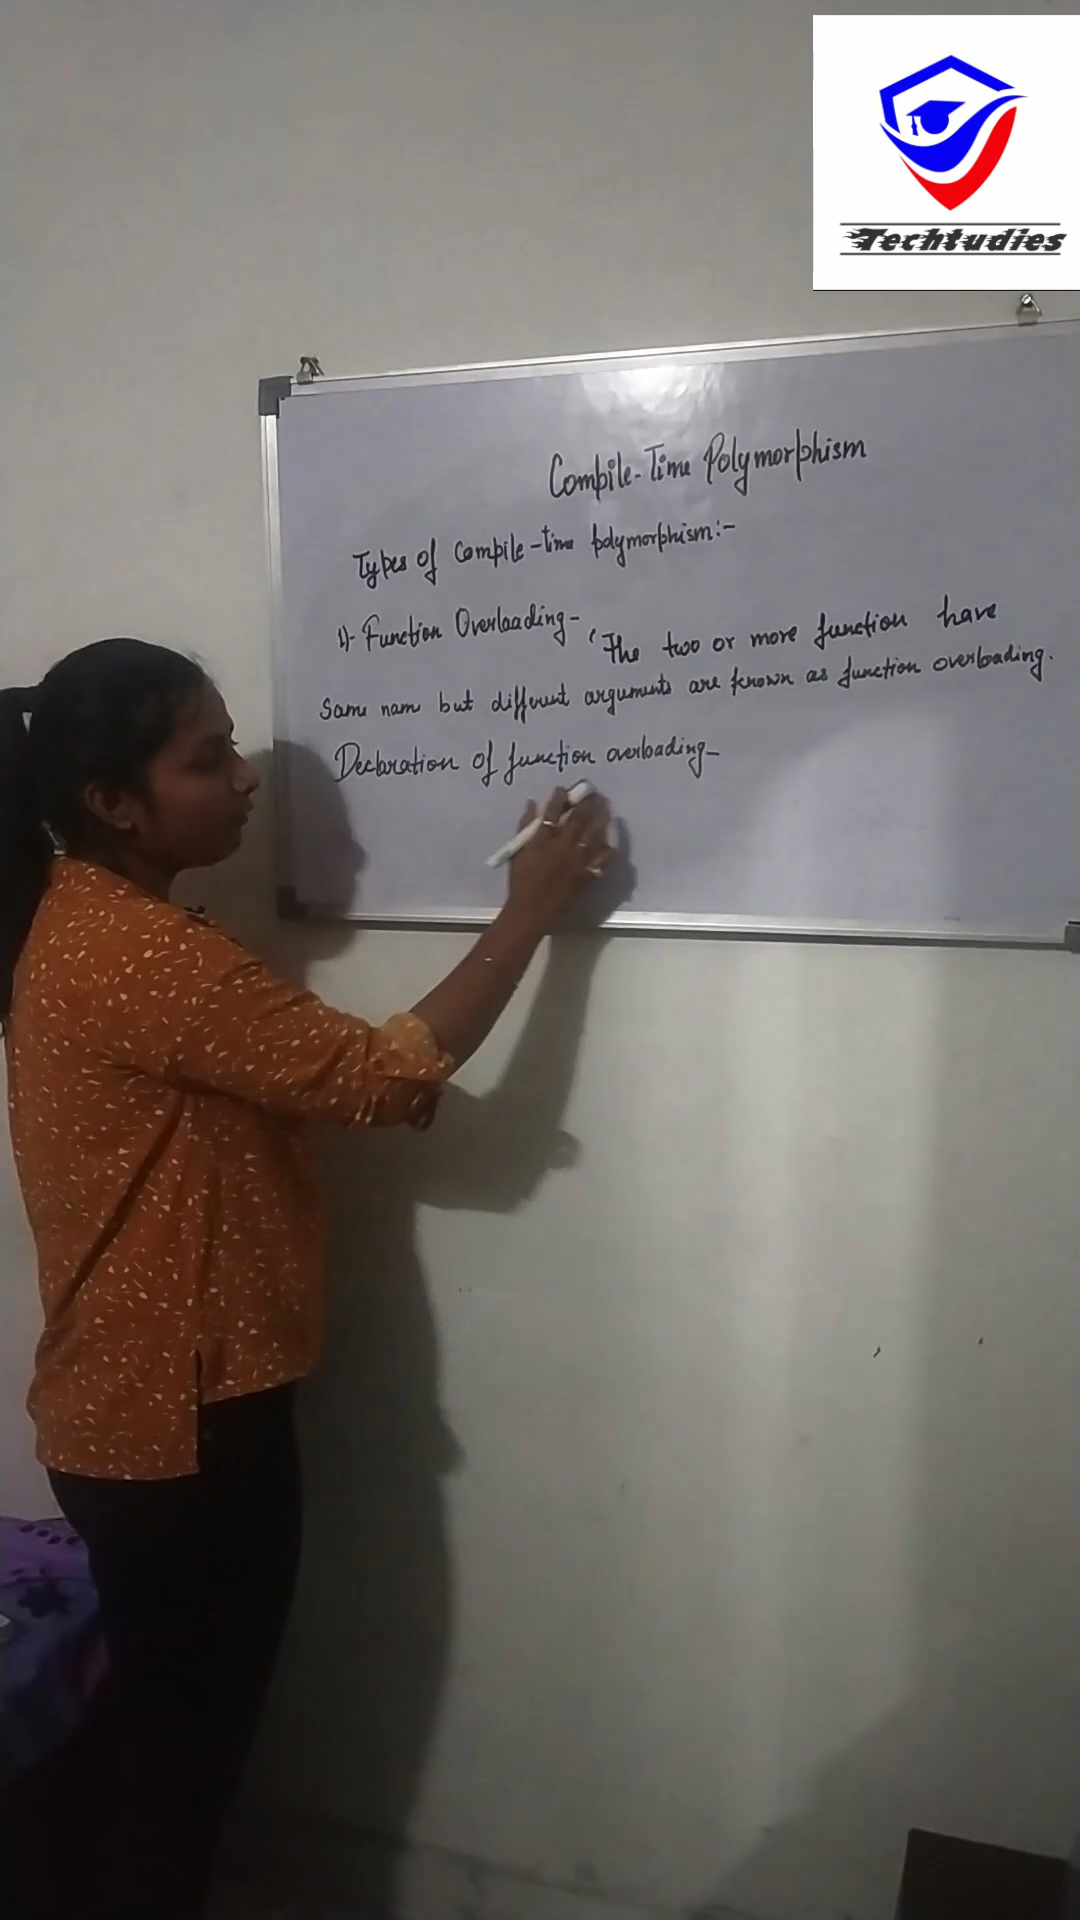 Techtudies
Compile-Time Polymorphism
Types of Compile-time polymorphism:-
1)- Function Overloading- 'The two or more function have
Same nam but different arguments are known as function overloading.
Declaration of function overloading-